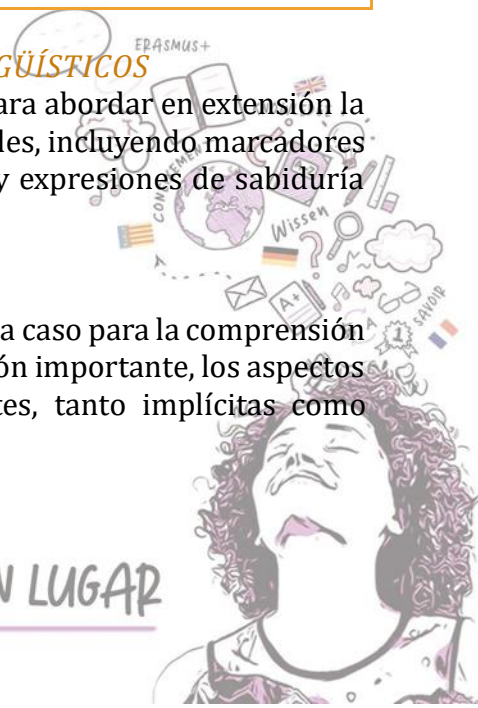 ERASMUS+
GÜÍSTICOS
ara abordar en extensión la
les, incluyendo marcadores
y expresiones de sabiduría
Wissen
A+
1
SAVOIR
a caso para la comprensión
ón importante, los aspectos
tes, tanto implícitas como
N LUGAR